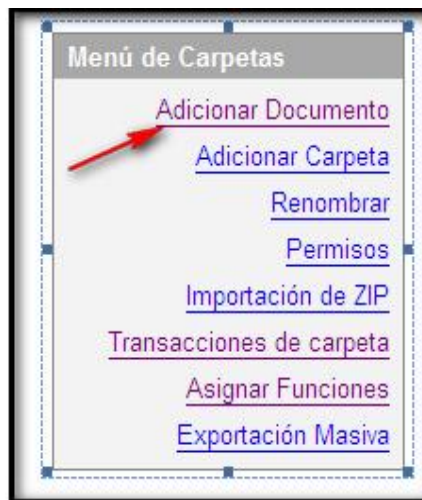 Menú de Carpetas
Adicionar Documento
Adicionar Carpeta
Renombrar
Permisos
Importación de ZIP
Transacciones de carpeta
Asignar Funciones
Exportación Masiva